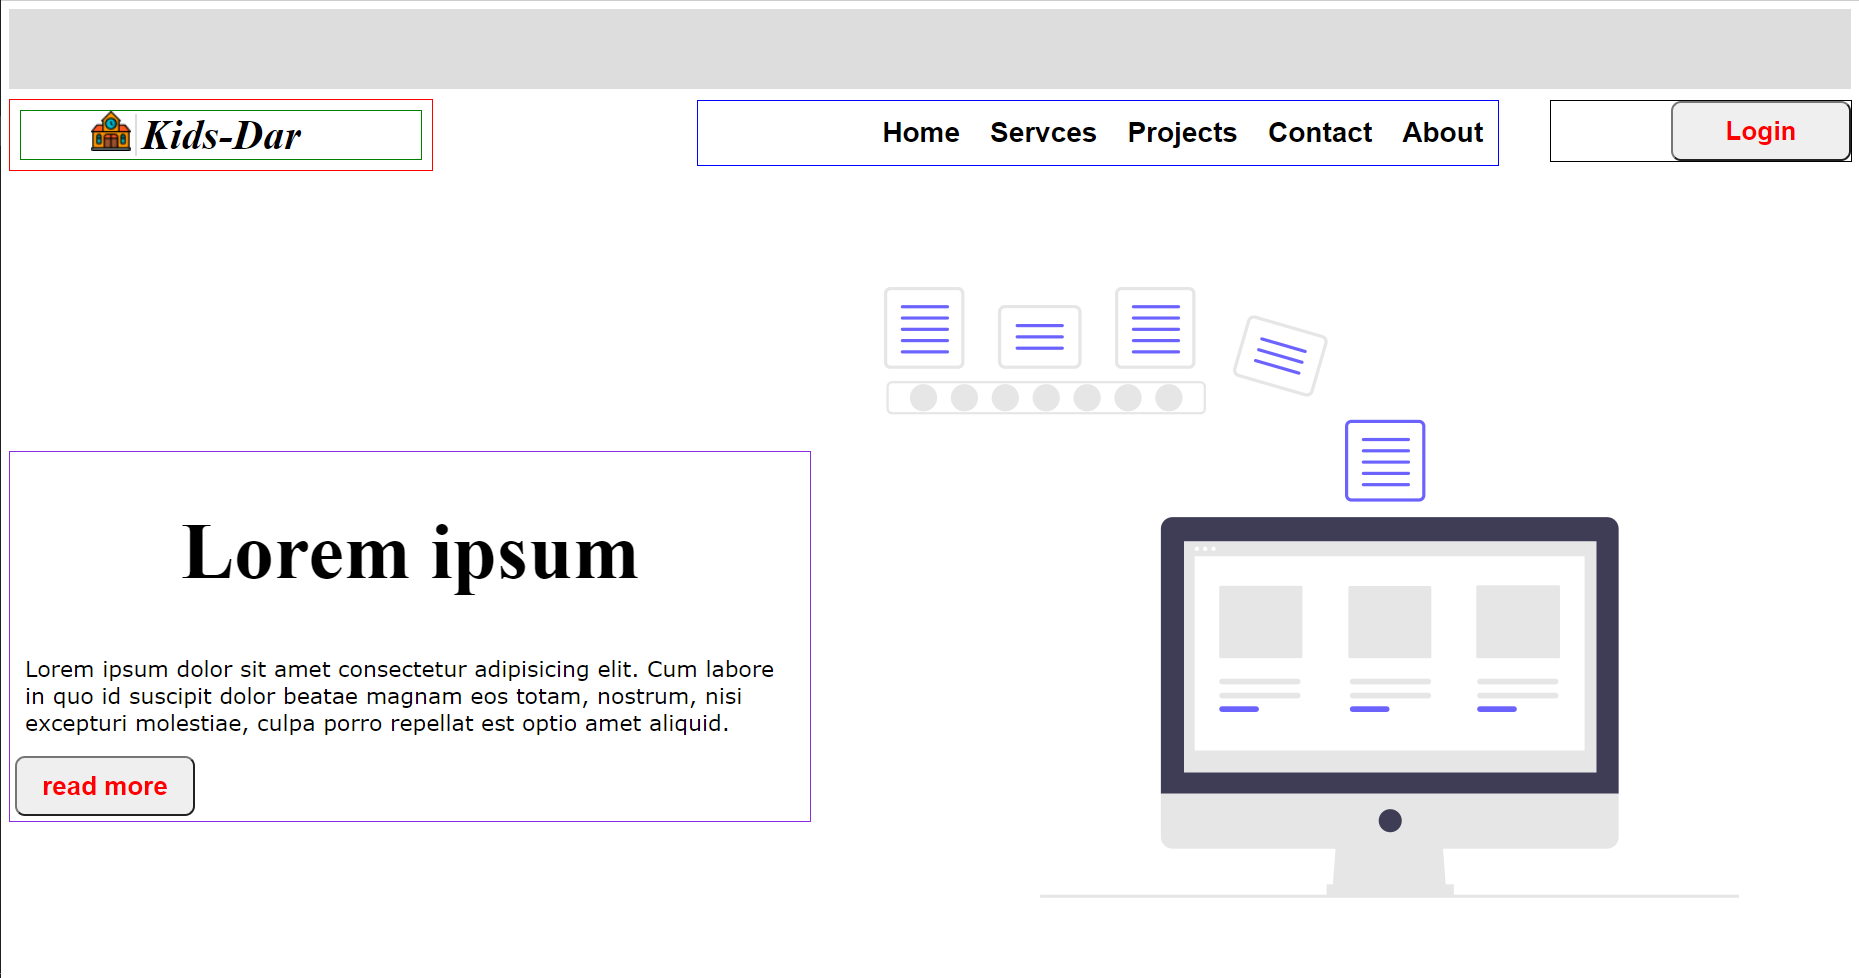 Kids-Dar
Home Servces Projects Contact About
Login
Lorem ipsum
Lorem ipsum dolor sit amet consectetur adipisicing elit. Cum labore
in quo id suscipit dolor beatae magnam eos totam, nostrum, nisi
excepturi molestiae, culpa porro repellat est optio amet aliquid.
read more